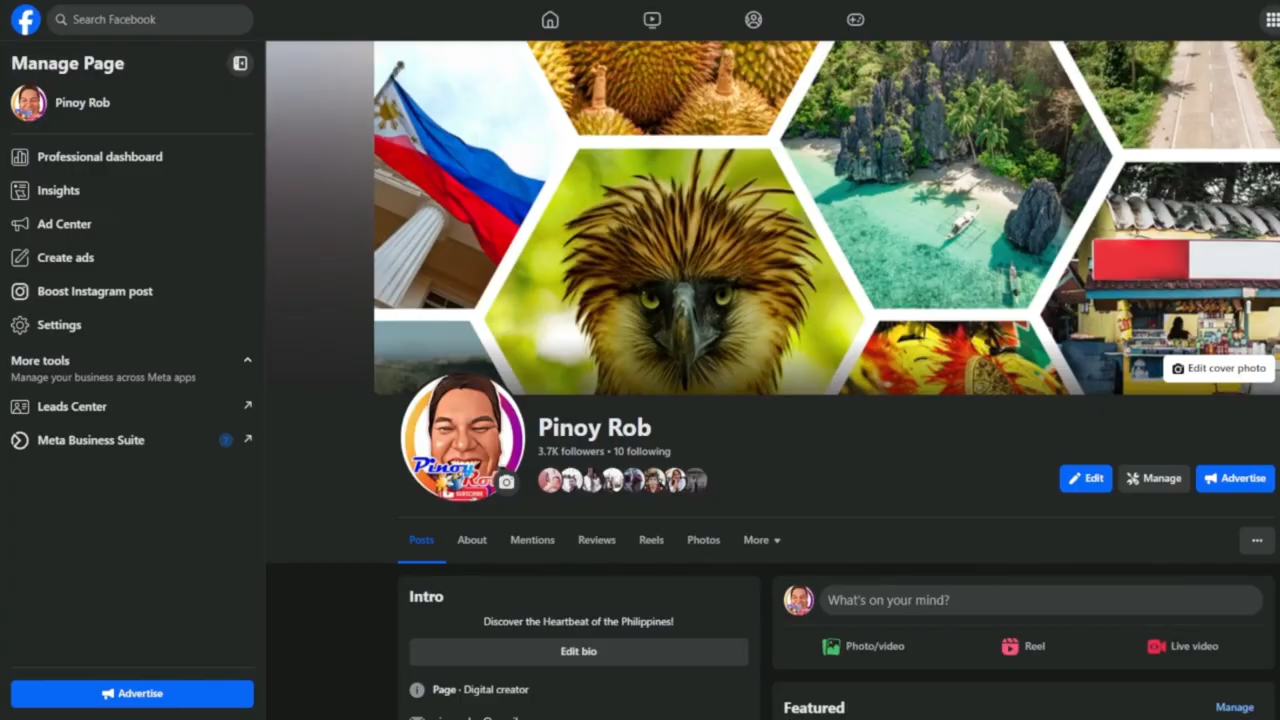 Search Facebook
Manage Page
Pinoy Rob
Professional dashboard
Insights
Ad Center
Create ads
Boost Instagram post
Settings
More tools
Manage your business across Meta apps
Leads Center
Meta Business Suite
Advertise
Edit cover photo
Pinoy
SUBSCRIBE
Pinoy Rob
3.7K followers • 10 following
Edit
Manage
Advertise
Posts
About
Mentions
Reviews
Reels
Photos
More
Intro
Discover the Heartbeat of the Philippines!
Edit bio
Page · Digital creator
What's on your mind?
Photo/video
Reel
Live video
Featured
Manage